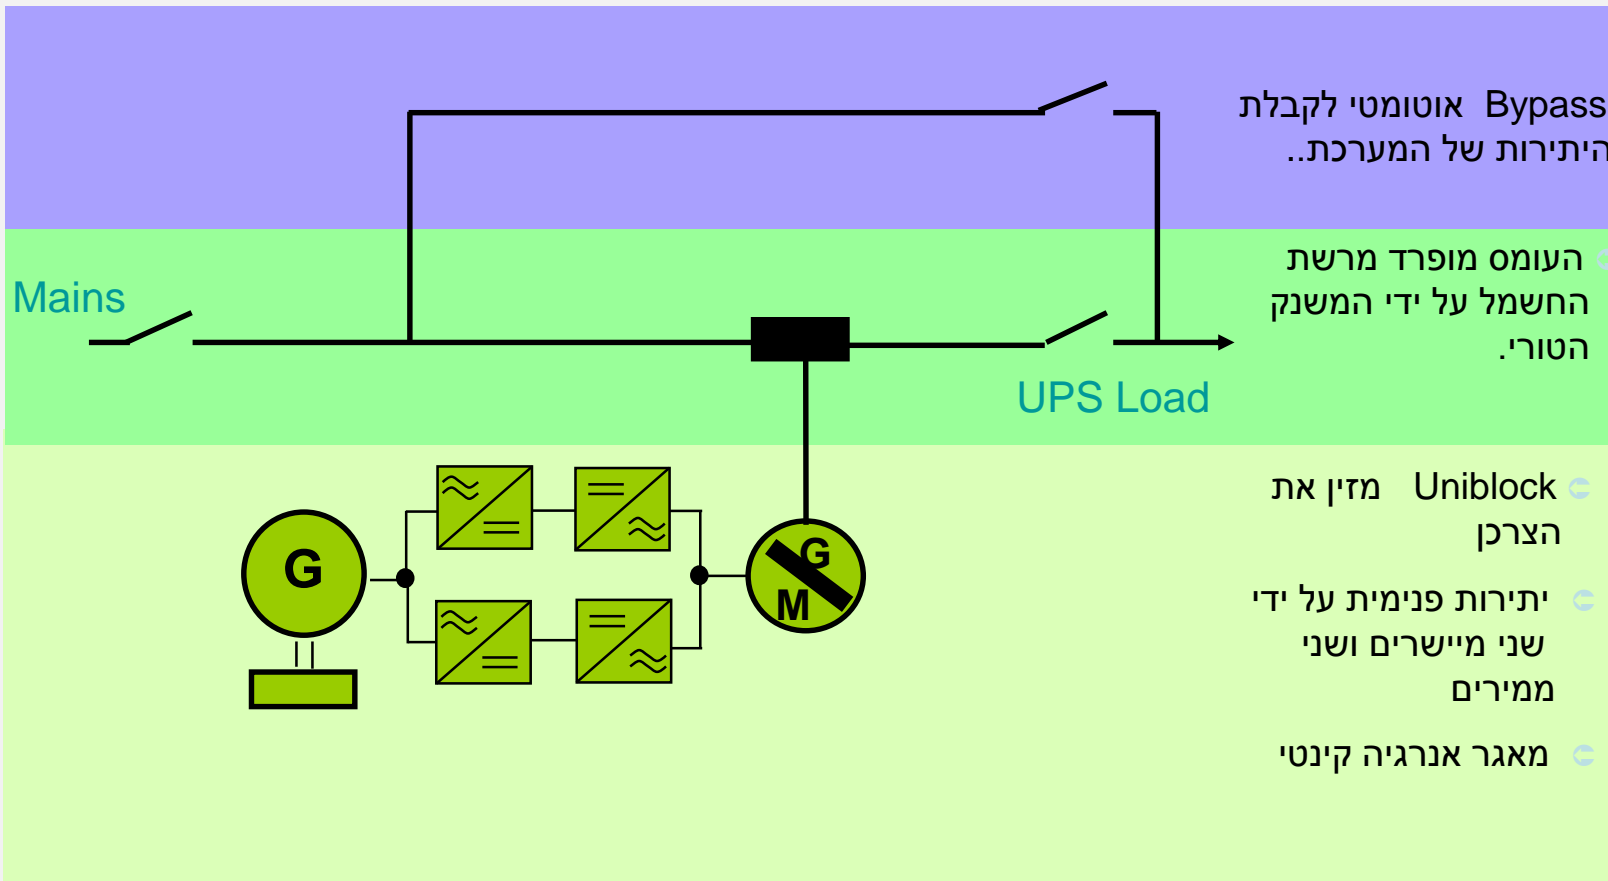 Bypass אוטומטי לקבלת
היתירות של המערכת..
Mains
העומס מופרד מרשת
החשמל על ידי המשנק
הטורי.
UPS Load
Uniblock מזין את
הצרכן
יתירות פנימית על ידי
שני מיישרים ושני
ממירים
מאגר אנרגיה קינטי
G
G
M